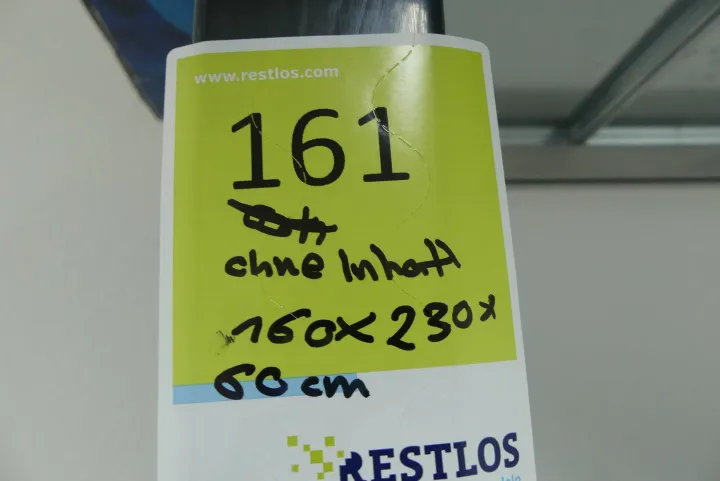 www.restlos.com
161
ohne Inhalt
160x230x
60 cm
RESTLOS